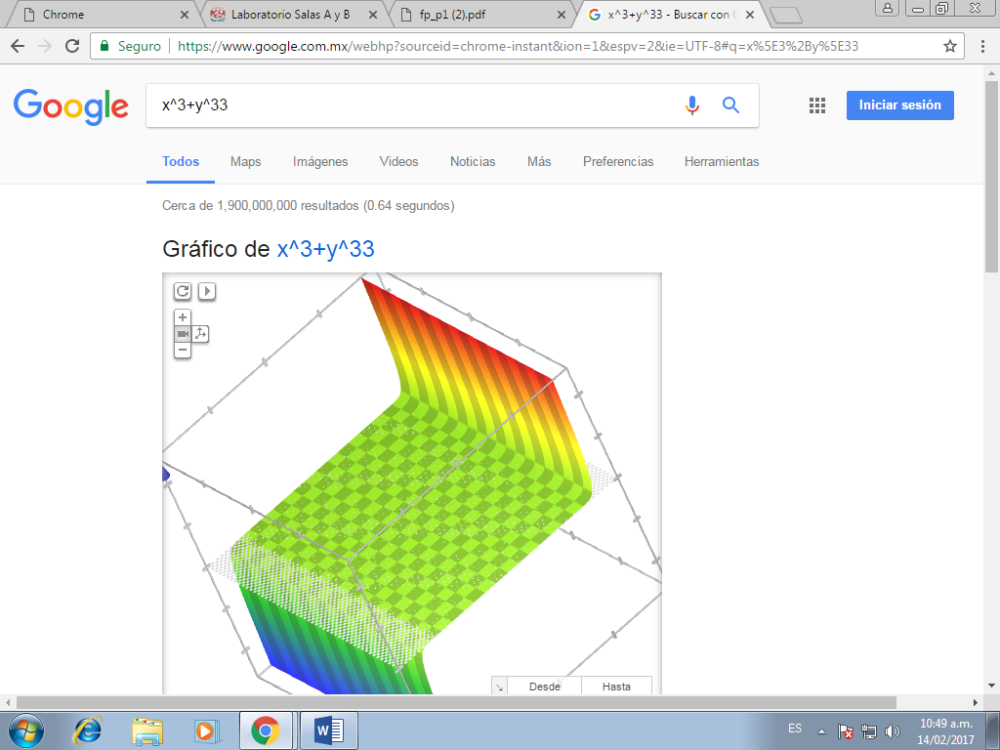 Chrome
Laboratorio Salas A y B
fp_p1 (2).pdf
x^3+y^33 - Buscar con G
Seguro
https://www.google.com.mx/webhp?sourceid=chrome-instant&ion=1&espv=2&ie=UTF-8#q=x%5E3%2By%5E33
Google
x^3+y^33
Iniciar sesión
Todos
Maps
Imágenes
Videos
Noticias
Más
Preferencias
Herramientas
Cerca de 1,900,000,000 resultados (0.64 segundos)
Gráfico de x^3+y^33
Desde
Hasta
ES
10:49 a.m.
14/02/2017